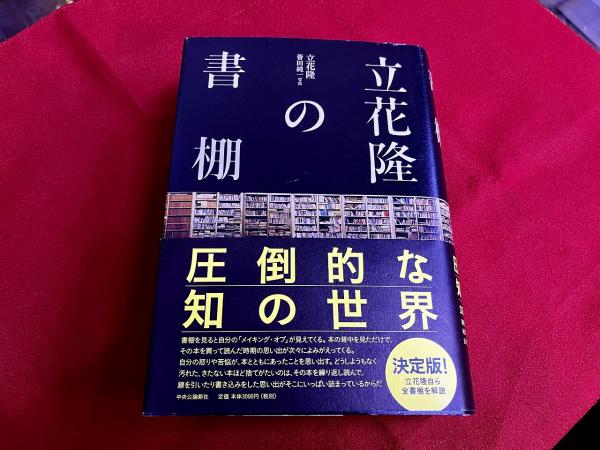 立花隆の書棚
立花隆
薈田純一 写真
圧倒的な
知の世界
書棚を見ると自分の「メイキング・オブ」が見えてくる。本の背中を見ただけで、
その本を買って読んだ時期の思い出が次々によみがえってくる。
自分の怒りや苦悩が、本とともにあったことを思い出す。どうしようもなく
汚れた、きたない本ほど捨てがたいのは、その本を繰り返し読んで、
線を引いたり書き込みをした思い出がそこにいっぱい詰まっているからだ
決定版!
立花隆自ら
全書棚を解説
中央公論新社
定価 本体3000円(税別)